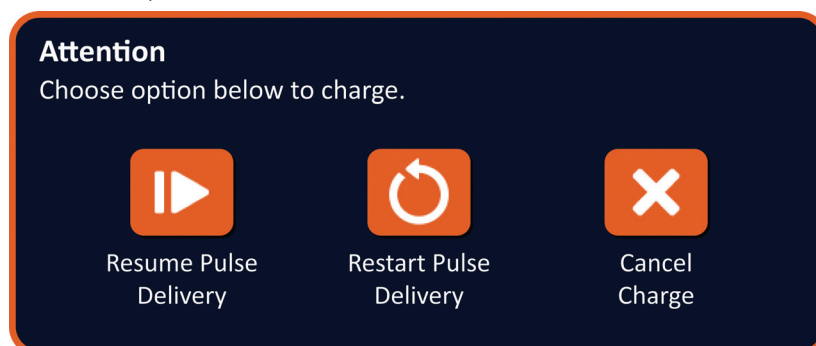 Attention
Choose option below to charge.
Resume Pulse
Delivery
Restart Pulse
Delivery
Cancel
Charge